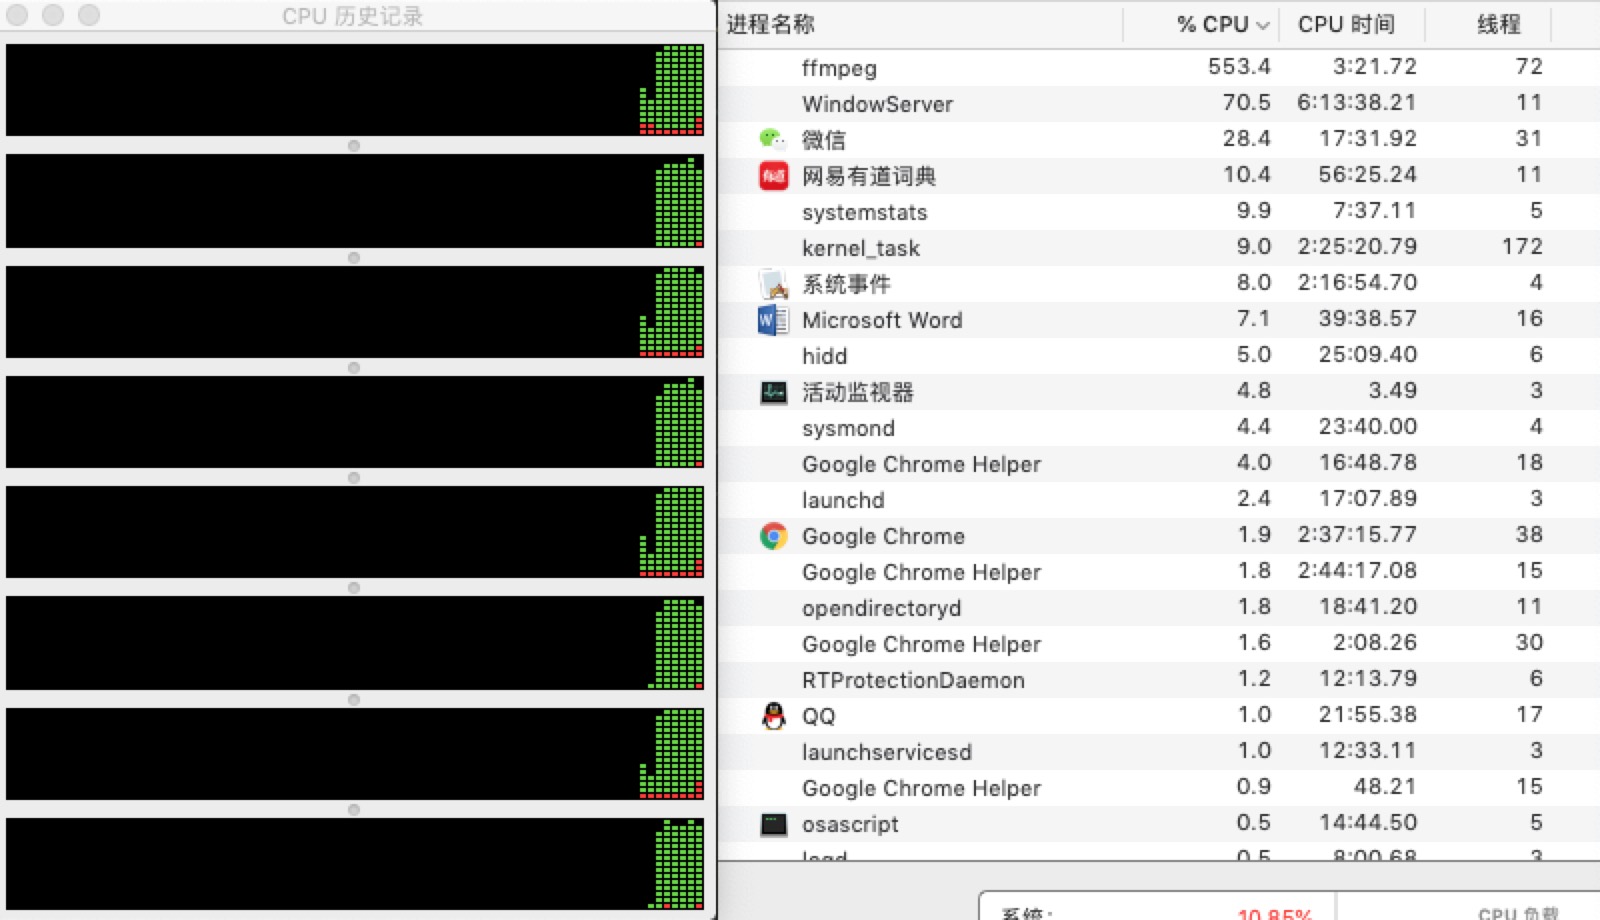 CPU 历史记录
进程名称 % CPU CPU 时间 线程
ffmpeg 553.4 3:21.72 72
WindowServer 70.5 6:13:38.21 11
微信 28.4 17:31.92 31
有道 网易有道词典 10.4 56:25.24 11
systemstats 9.9 7:37.11 5
kernel_task 9.0 2:25:20.79 172
系统事件 8.0 2:16:54.70 4
W Microsoft Word 7.1 39:38.57 16
hidd 5.0 25:09.40 6
活动监视器 4.8 3.49 3
sysmond 4.4 23:40.00 4
Google Chrome Helper 4.0 16:48.78 18
launchd 2.4 17:07.89 3
Google Chrome 1.9 2:37:15.77 38
Google Chrome Helper 1.8 2:44:17.08 15
opendirectoryd 1.8 18:41.20 11
Google Chrome Helper 1.6 2:08.26 30
RTProtectionDaemon 1.2 12:13.79 6
QQ 1.0 21:55.38 17
launchservicesd 1.0 12:33.11 3
Google Chrome Helper 0.9 48.21 15
osascript 0.5 14:44.50 5
logd 0.5 8:00.68 3
系统: 10.85% CPU 负载